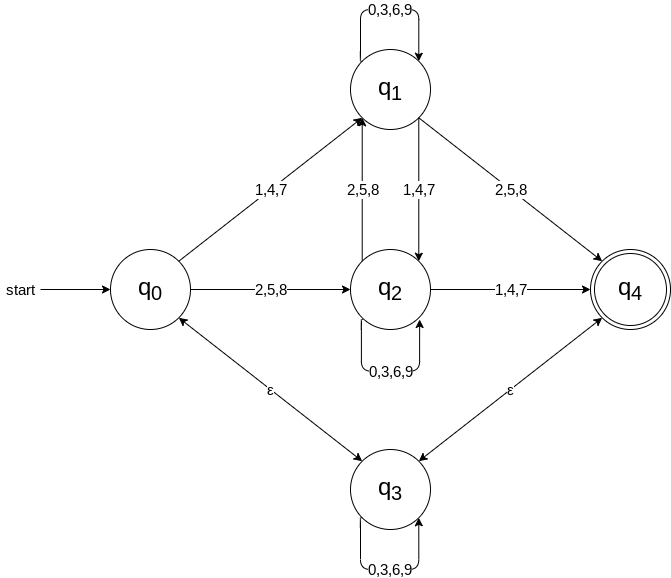 0,3,6,9
q1
1,4,7
2,5,8
1,4,7
2,5,8
start
q0
2,5,8
q2
1,4,7
q4
0,3,6,9
ε
ε
q3
0,3,6,9